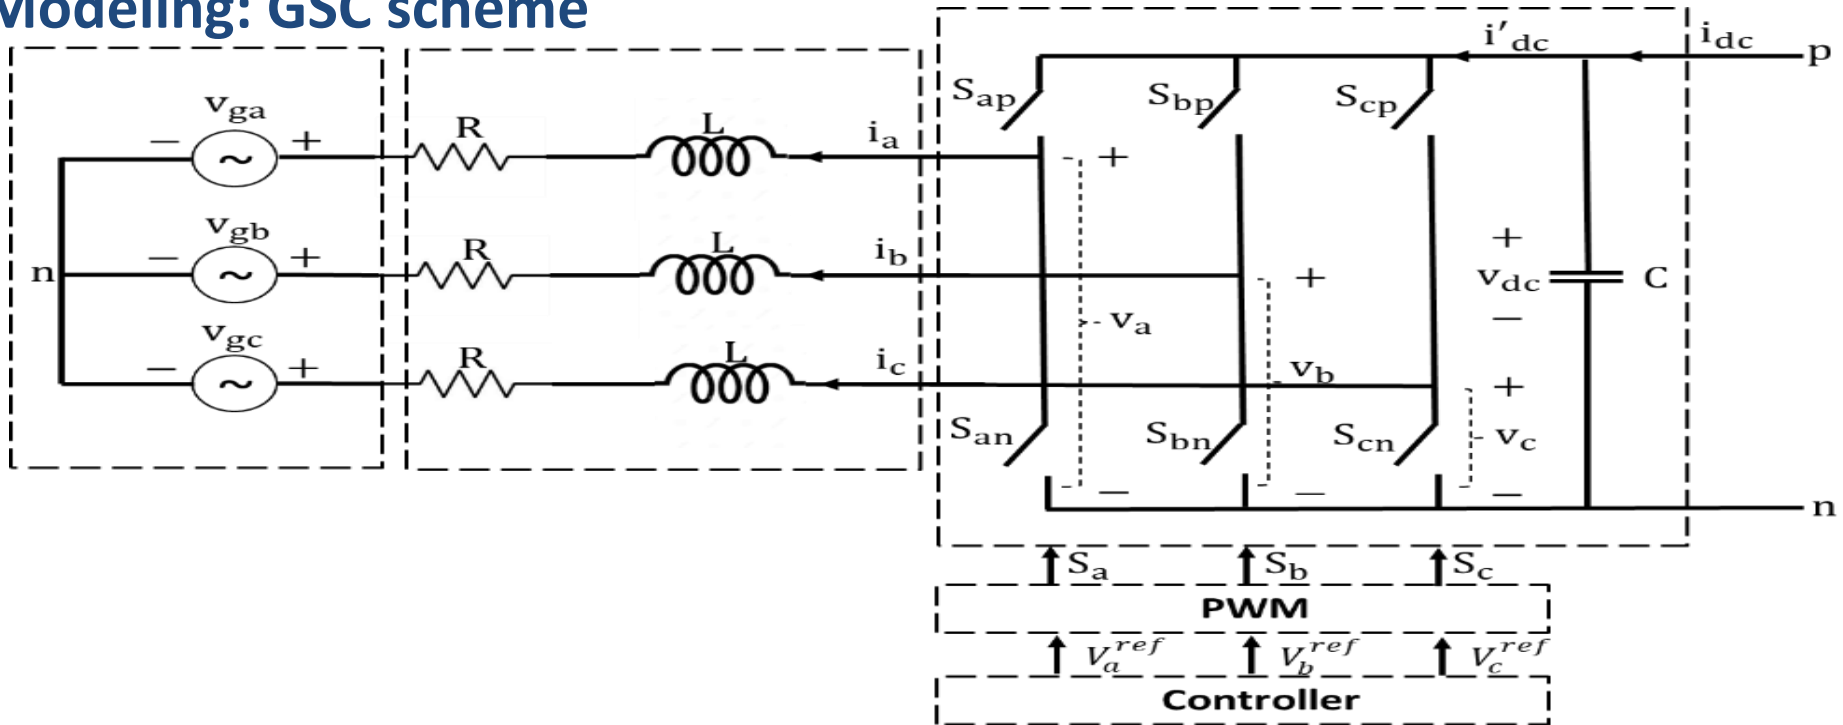 Modeling: GSC scheme
i'dc
idc
p
Sap
Sbp
Scp
vga
− +
R
L
ia
+
vgb
− +
R
L
ib
+
n
+
vdc
−
C
va
vgc
− +
R
L
ic
vb
+
San
Sbn
Scn
vc
− − −
n
Sa
Sb
Sc
PWM
Va^ref
Vb^ref
Vc^ref
Controller